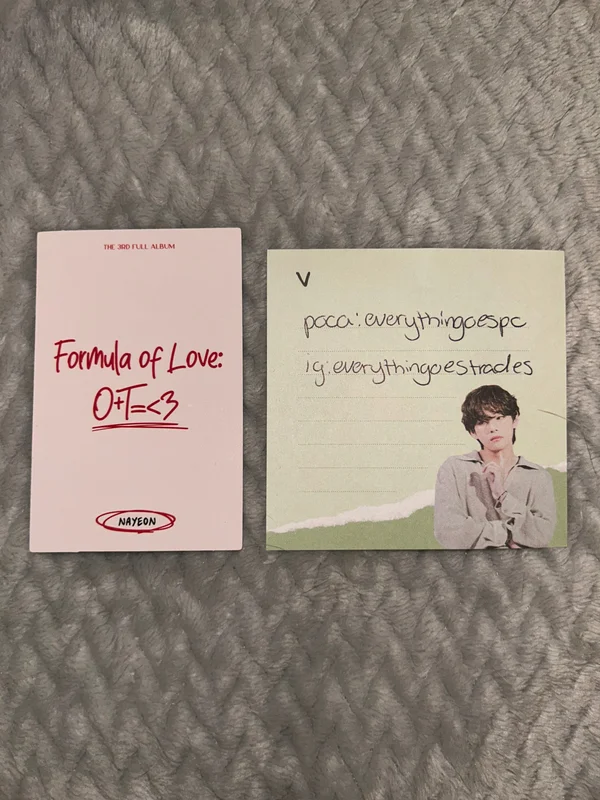 THE 3RD FULL ALBUM
Formula of Love:
O+T=<3
NAYEON
V
poca: everythingoespc
ig: everythingoestrades